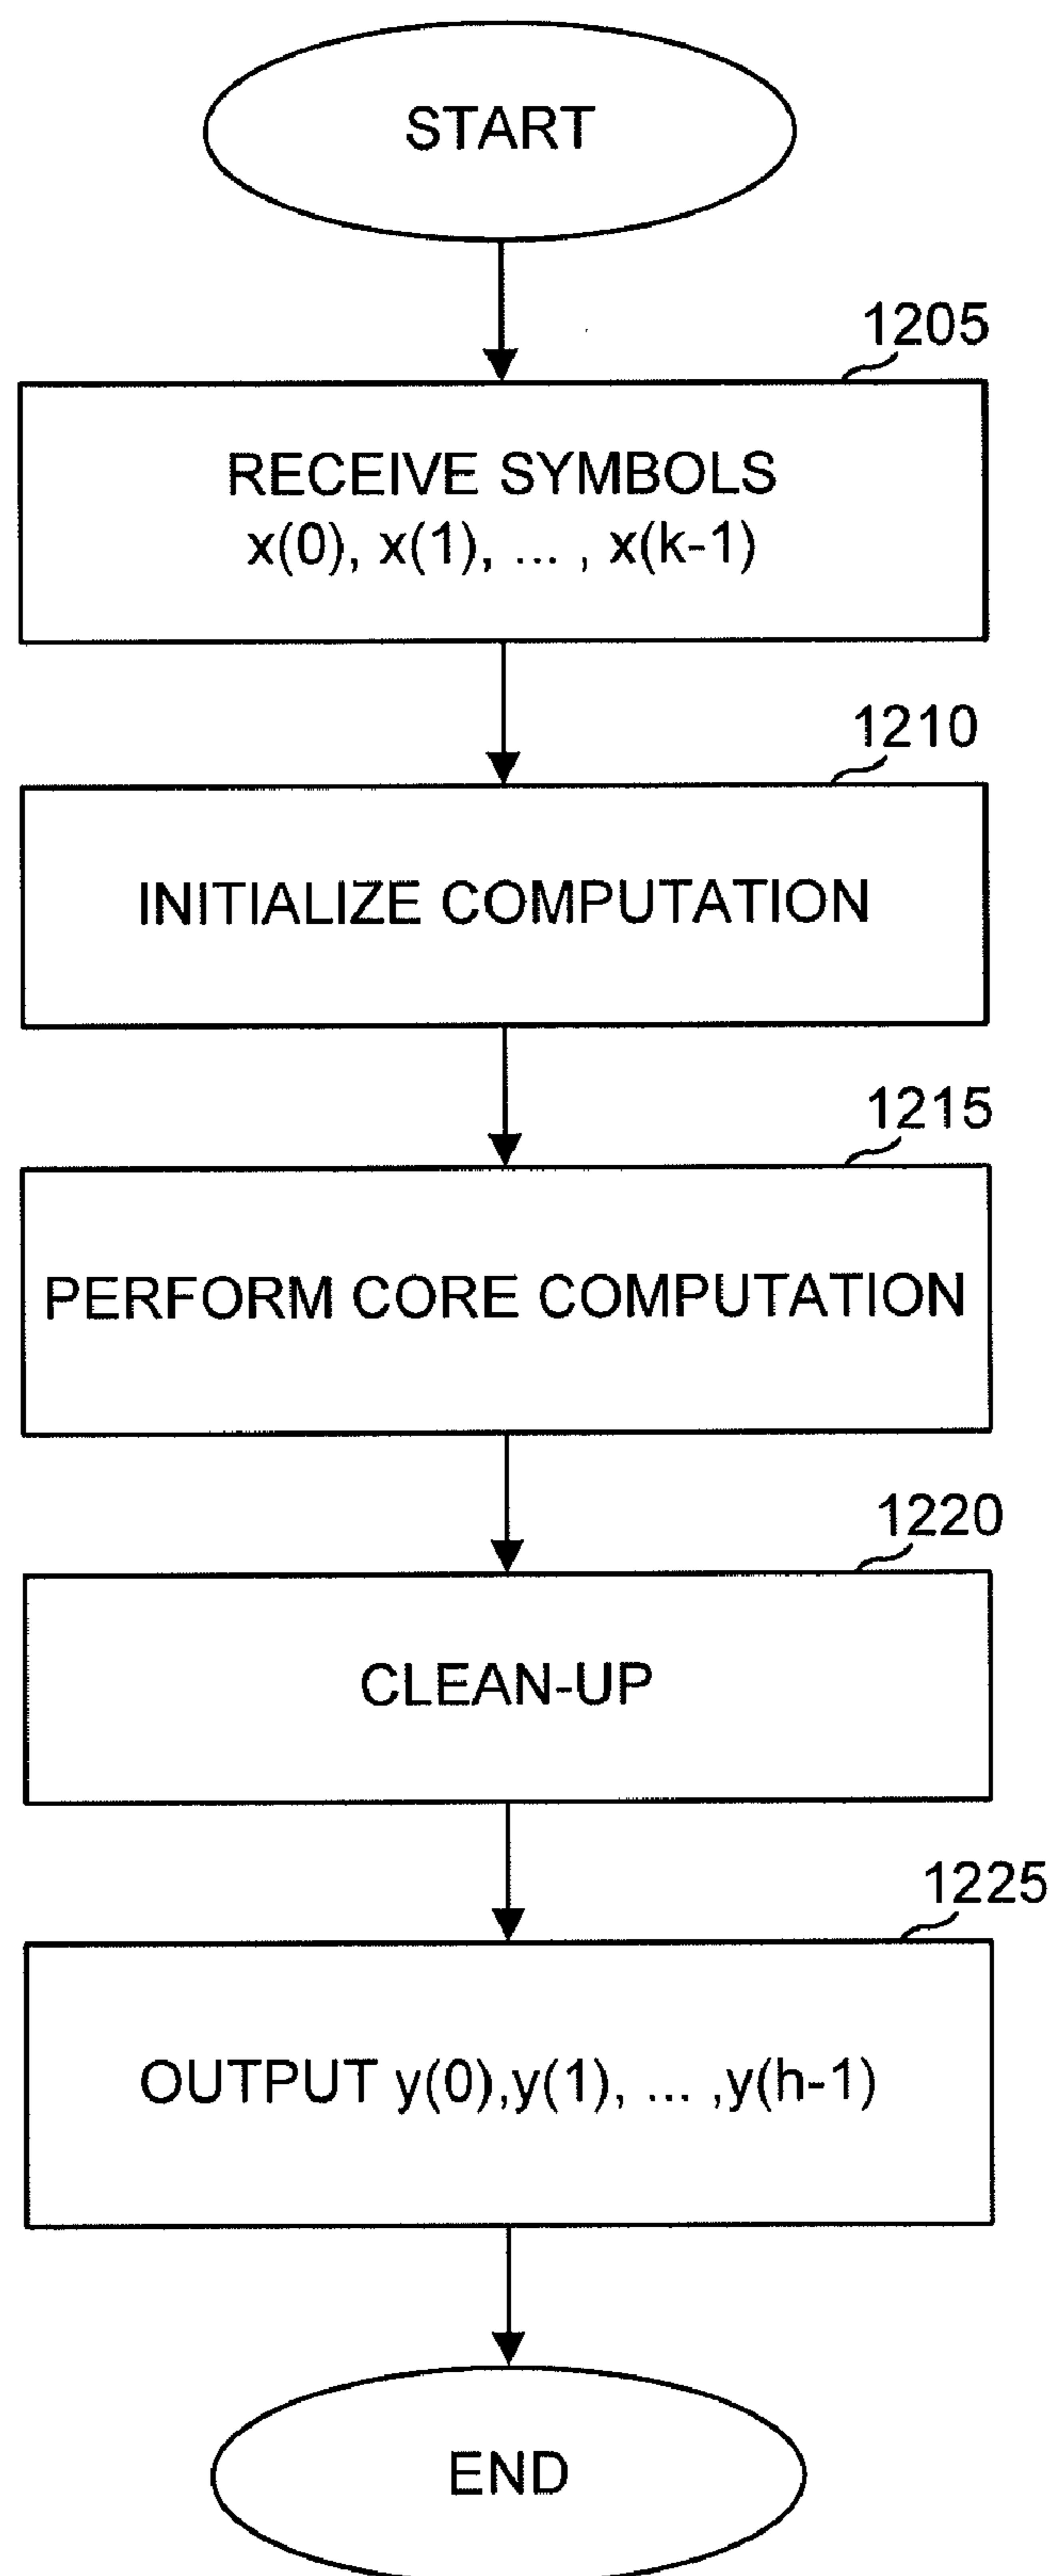 START
1205
RECEIVE SYMBOLS
x(0), x(1), ... , x(k-1)
1210
INITIALIZE COMPUTATION
1215
PERFORM CORE COMPUTATION
1220
CLEAN-UP
1225
OUTPUT y(0),y(1), ... ,y(h-1)
END